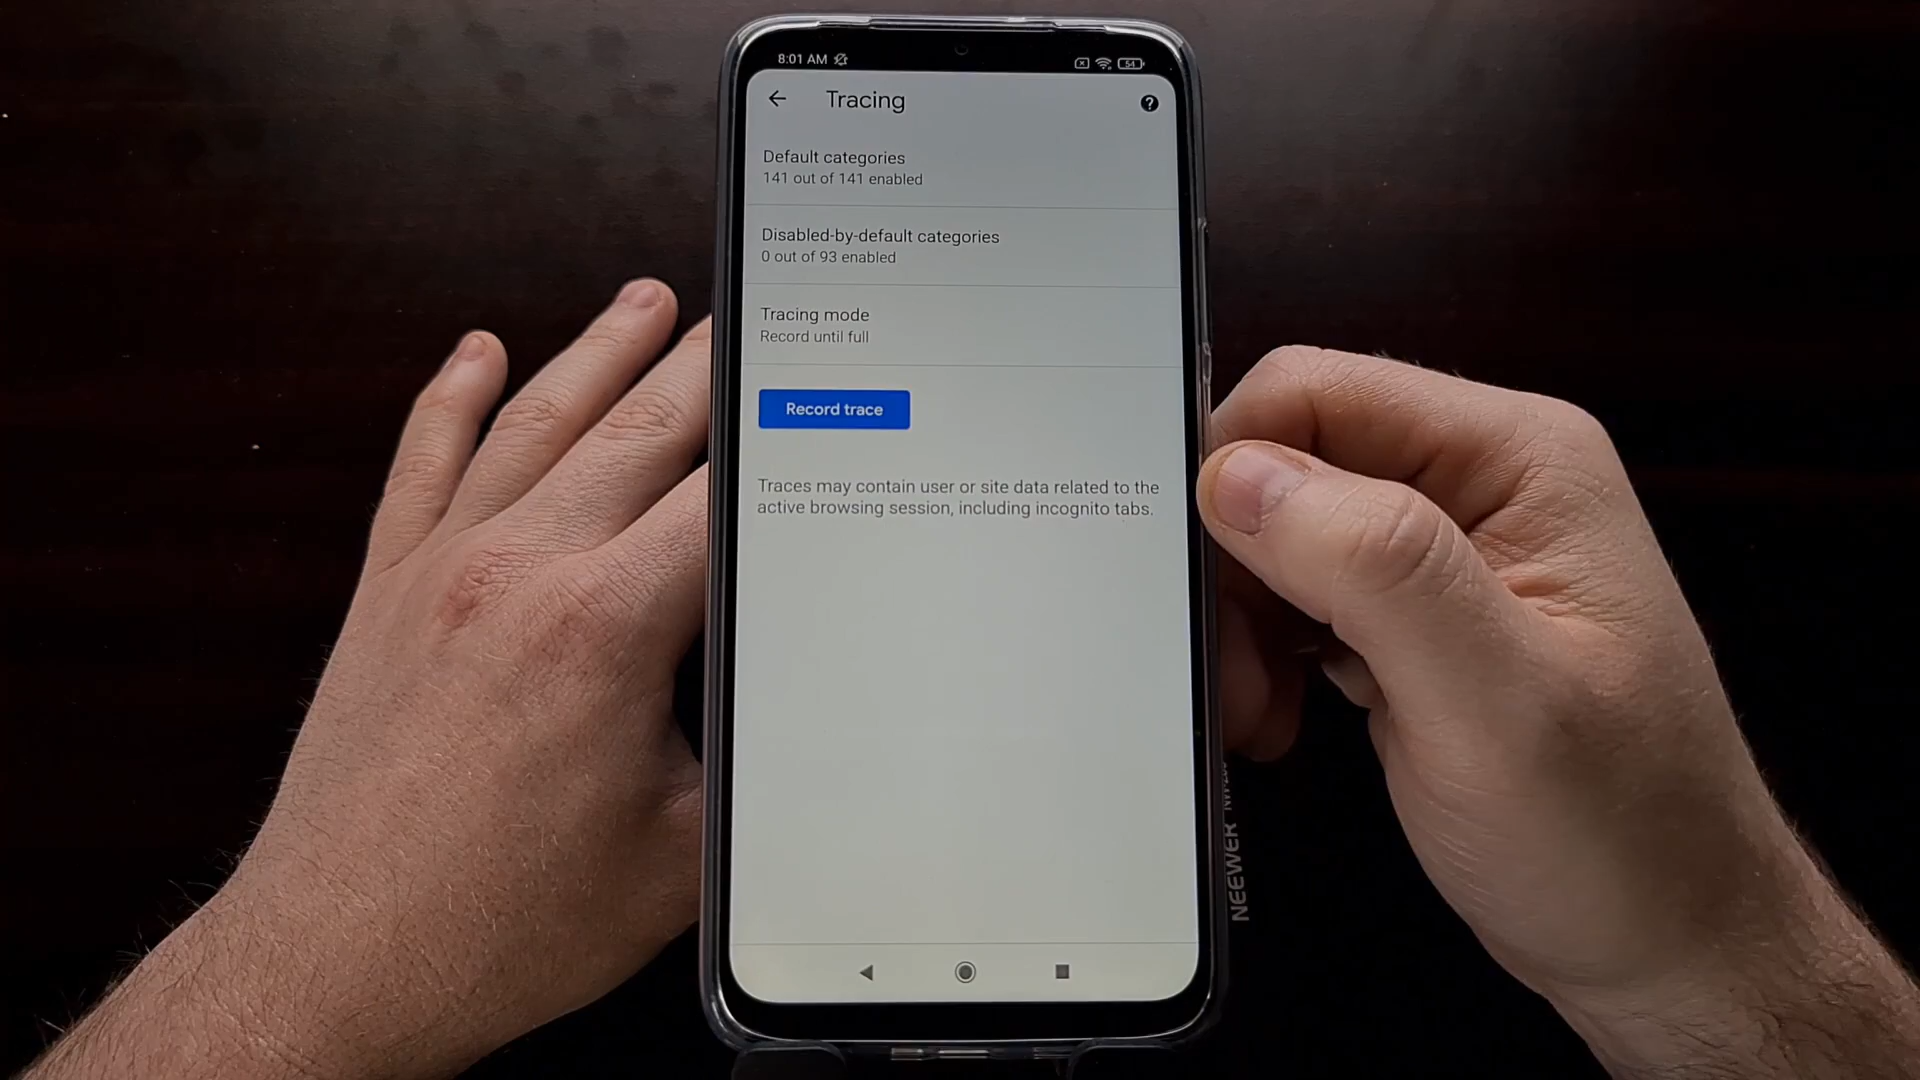 8:01 AM
54
Tracing
Default categories
141 out of 141 enabled
Disabled-by-default categories
0 out of 93 enabled
Tracing mode
Record until full
Record trace
Traces may contain user or site data related to the
active browsing session, including incognito tabs.
NEEWER